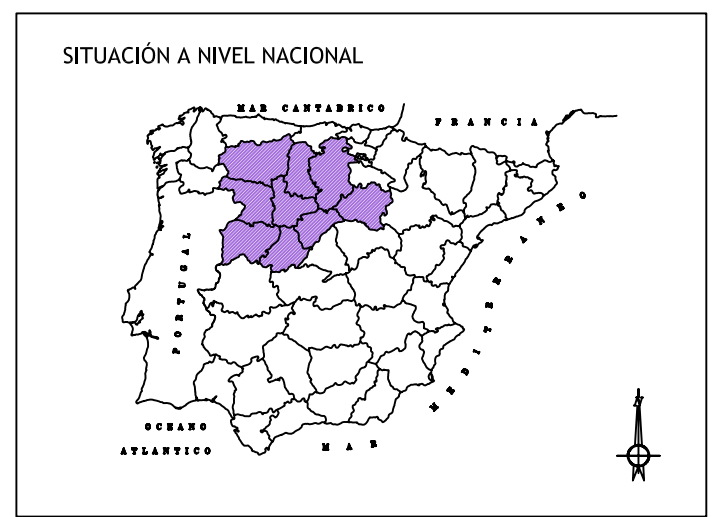 SITUACIÓN A NIVEL NACIONAL
MAR CANTABRICO
FRANCIA
PORTUGAL
MEDITERRANEO
OCEANO
ATLANTICO
MAR
N